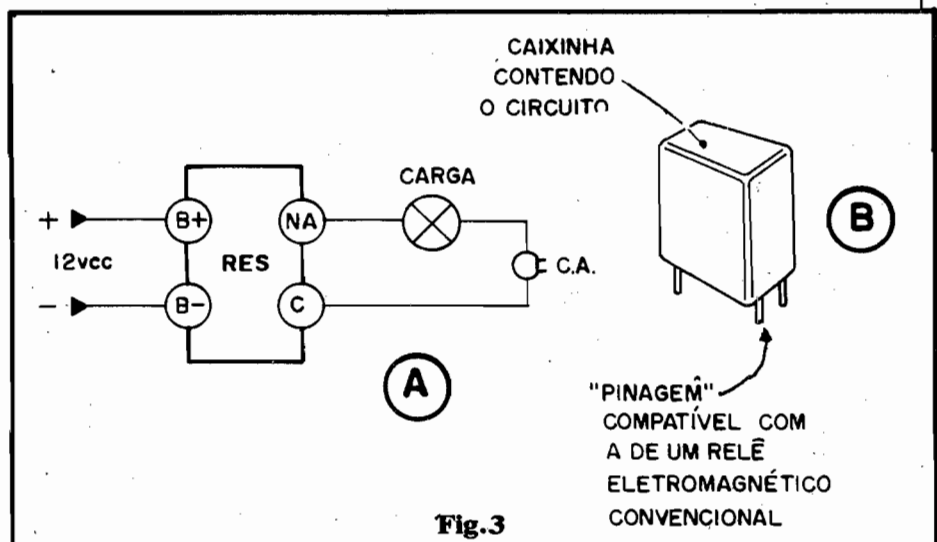 CAIXINHA
CONTENDO
O CIRCUITO
CARGA
+
B+
NA
B
12vcc
RES
C.A.
-
B-
C
A
"PINAGEM̂"
COMPATÍVEL COM
A DE UM RELÊ
ELETROMAGNÉTICO
CONVENCIONAL
Fig.3